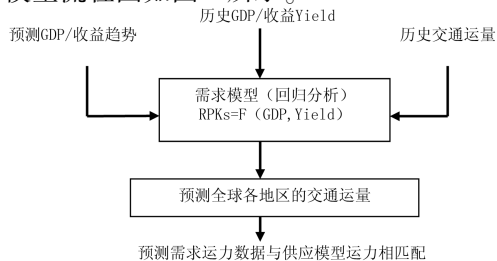 历史GDP/收益Yield
预测GDP/收益趋势
历史交通运量
需求模型（回归分析）
RPKs=F（GDP,Yield）
预测全球各地区的交通运量
预测需求运力数据与供应模型运力相匹配